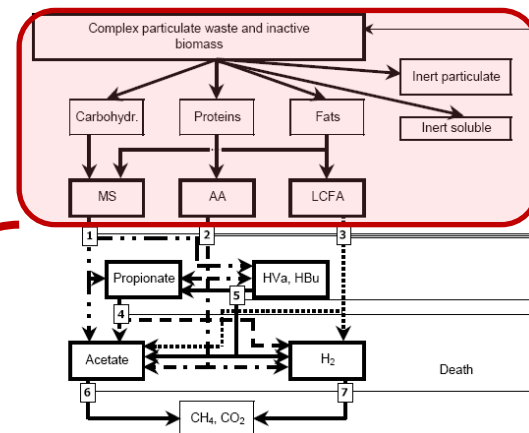 Complex particulate waste and inactive
biomass
Inert particulate
Carbohydr.
Proteins
Fats
Inert soluble
MS
AA
LCFA
1
2
3
Propionate
HVa, HBu
5
4
Acetate
H₂
Death
6
7
CH₄, CO₂